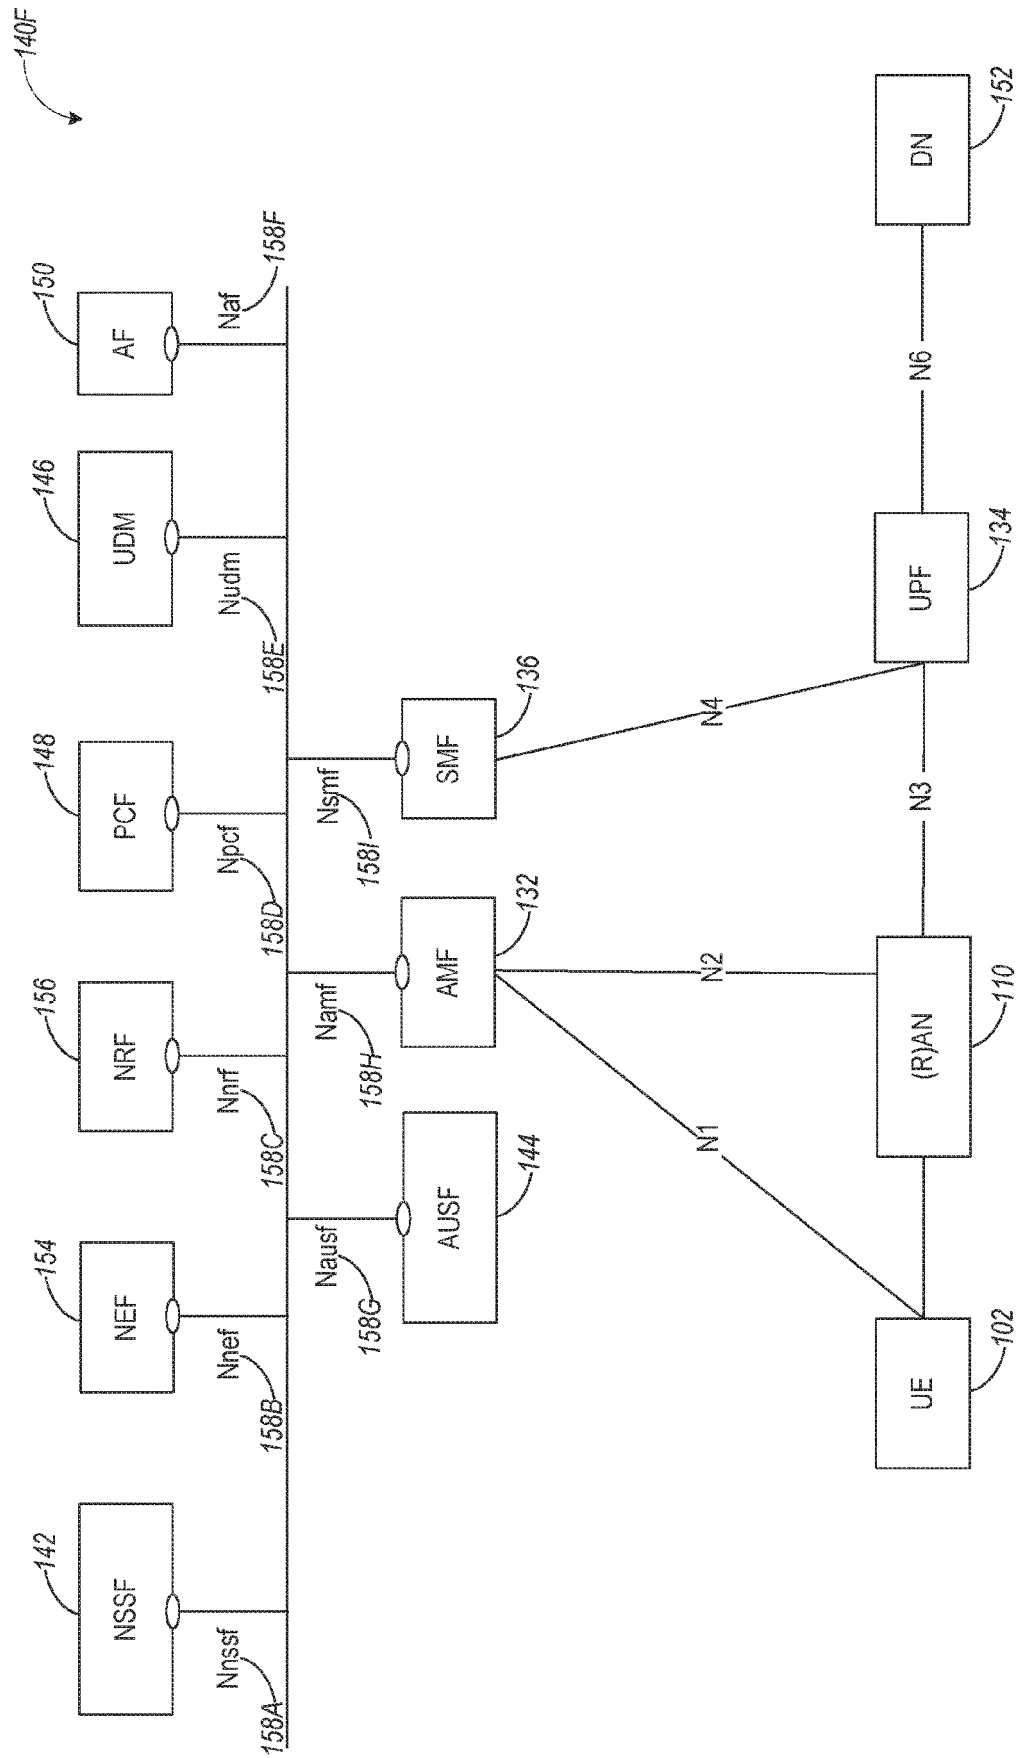 140F
142
154
156
148
146
150
NSSF
NEF
NRF
PCF
UDM
AF
Nnssf
Nnef
Nnrf
Npcf
Nudm
Naf
158A
158B
158C
158D
158E
158F
Nausf
Namf
Nsmf
158G
158H
158I
AUSF
AMF
SMF
144
132
136
N1
N2
N4
UE
(R)AN
N3
UPF
N6
DN
102
110
134
152